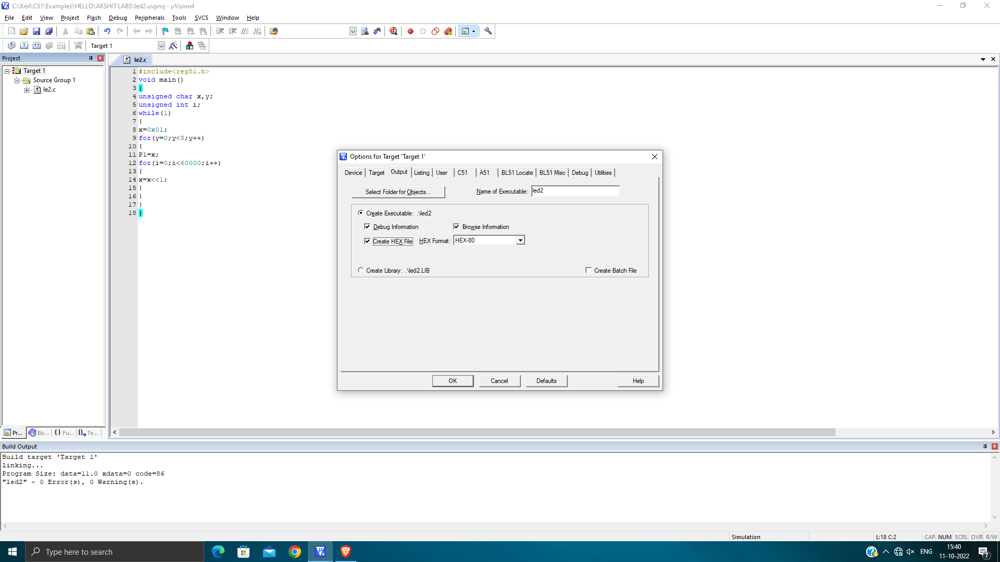 C:\Keil\C51\Examples\HELLO\AKSHIT LABS\led2.uvproj - µVision4
File Edit View Project Flash Debug Peripherals Tools SVCS Window Help
LOAD Target 1
Project
Target 1
Source Group 1
le2.c
le2.c
1 #include<reg51.h>
2 void main()
3 {
4 unsigned char x,y;
5 unsigned int i;
6 while(1)
7 {
8 x=0x01;
9 for(y=0;y<8;y++)
10 {
11 P1=x;
12 for(i=0;i<60000;i++)
13 {
14 x=x<<1;
15 }
16 }
17 }
18 }
Options for Target 'Target 1'
Device Target Output Listing User C51 A51 BL51 Locate BL51 Misc Debug Utilities
Select Folder for Objects... Name of Executable: led2
Create Executable: .\led2
Debug Information Browse Information
Create HEX File HEX Format: HEX-80
Create Library: .\led2.LIB Create Batch File
OK Cancel Defaults Help
Pr... Bo... {} Fu... Te...
Build Output
Build target 'Target 1'
linking...
Program Size: data=11.0 xdata=0 code=86
"led2" - 0 Error(s), 0 Warning(s).
Simulation L:18 C:2 CAP NUM SCRL OVR R/W
Type here to search ENG 15:40
11-10-2022 7